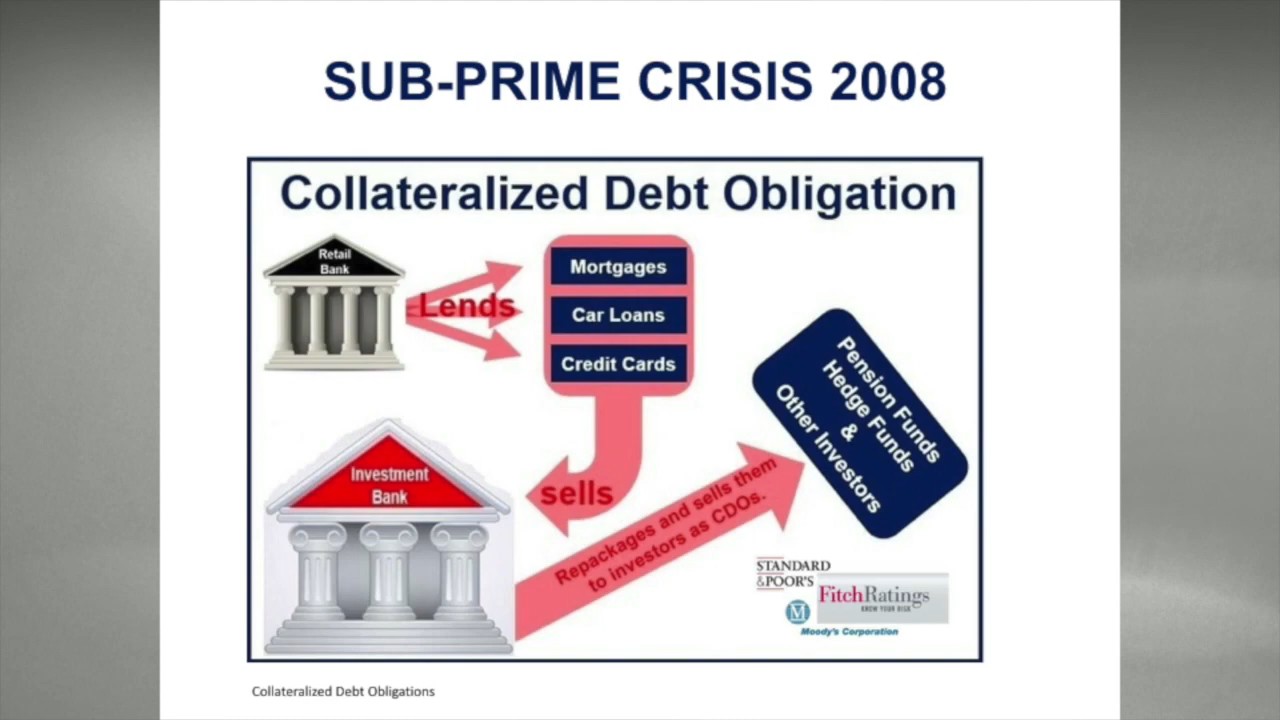 SUB-PRIME CRISIS 2008
Collateralized Debt Obligation
Retail
Bank
Lends
Mortgages
Car Loans
Credit Cards
Pension Funds
Hedge Funds
&
Other Investors
Investment
Bank
sells
Repackages and sells them
to investors as CDOs.
STANDARD
&POOR'S
FitchRatings
KNOW YOUR RISK
M
Moody's Corporation
Collateralized Debt Obligations